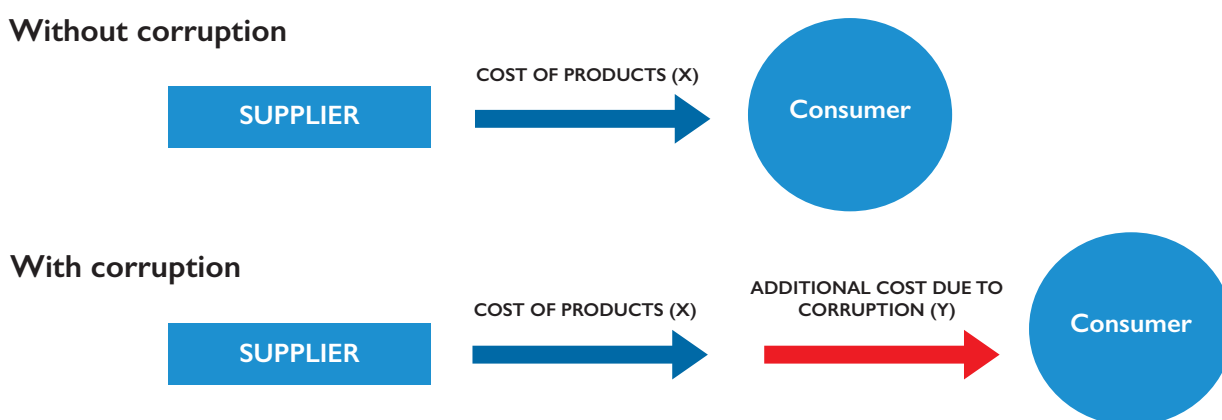 Without corruption
COST OF PRODUCTS (X)
SUPPLIER
Consumer
With corruption
ADDITIONAL COST DUE TO
CORRUPTION (Y)
COST OF PRODUCTS (X)
SUPPLIER
Consumer